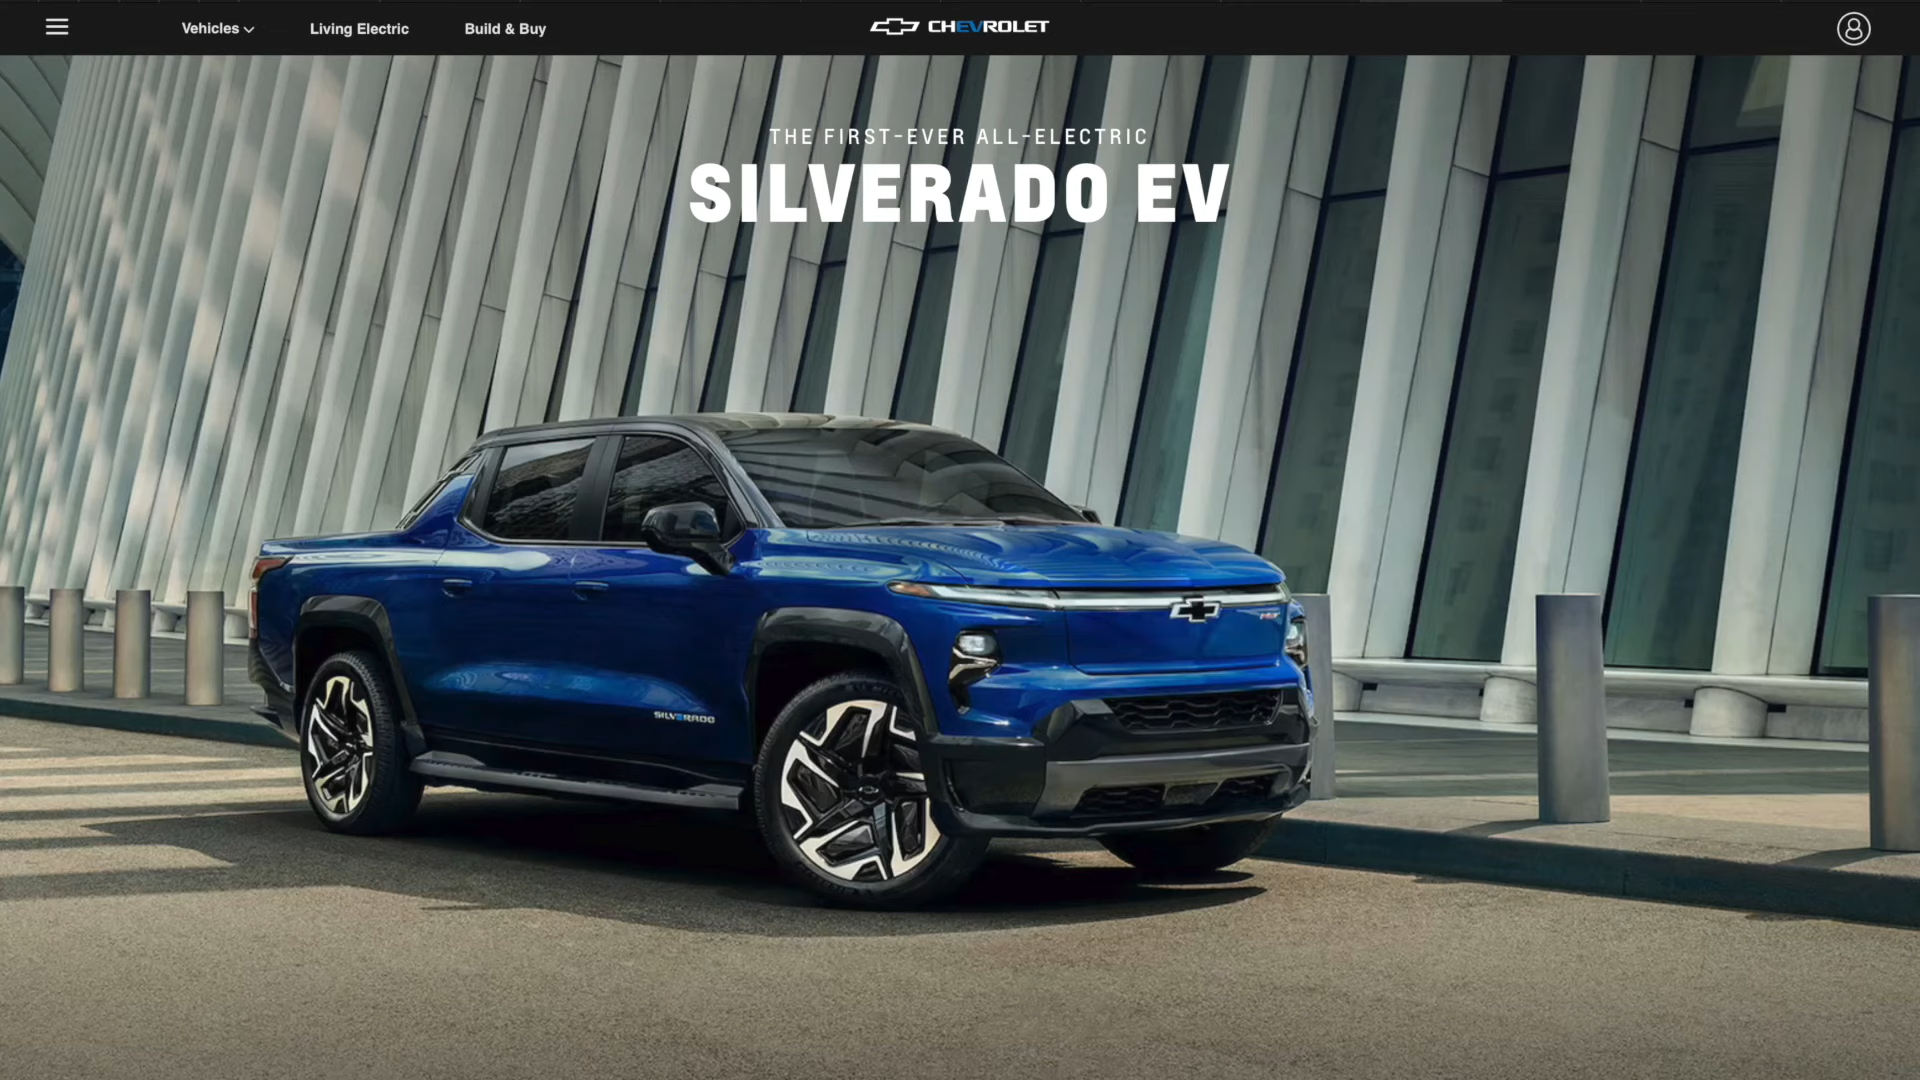 Vehicles
Living Electric
Build & Buy
CHEVROLET
THE FIRST-EVER ALL-ELECTRIC
SILVERADO EV
SILVERADO